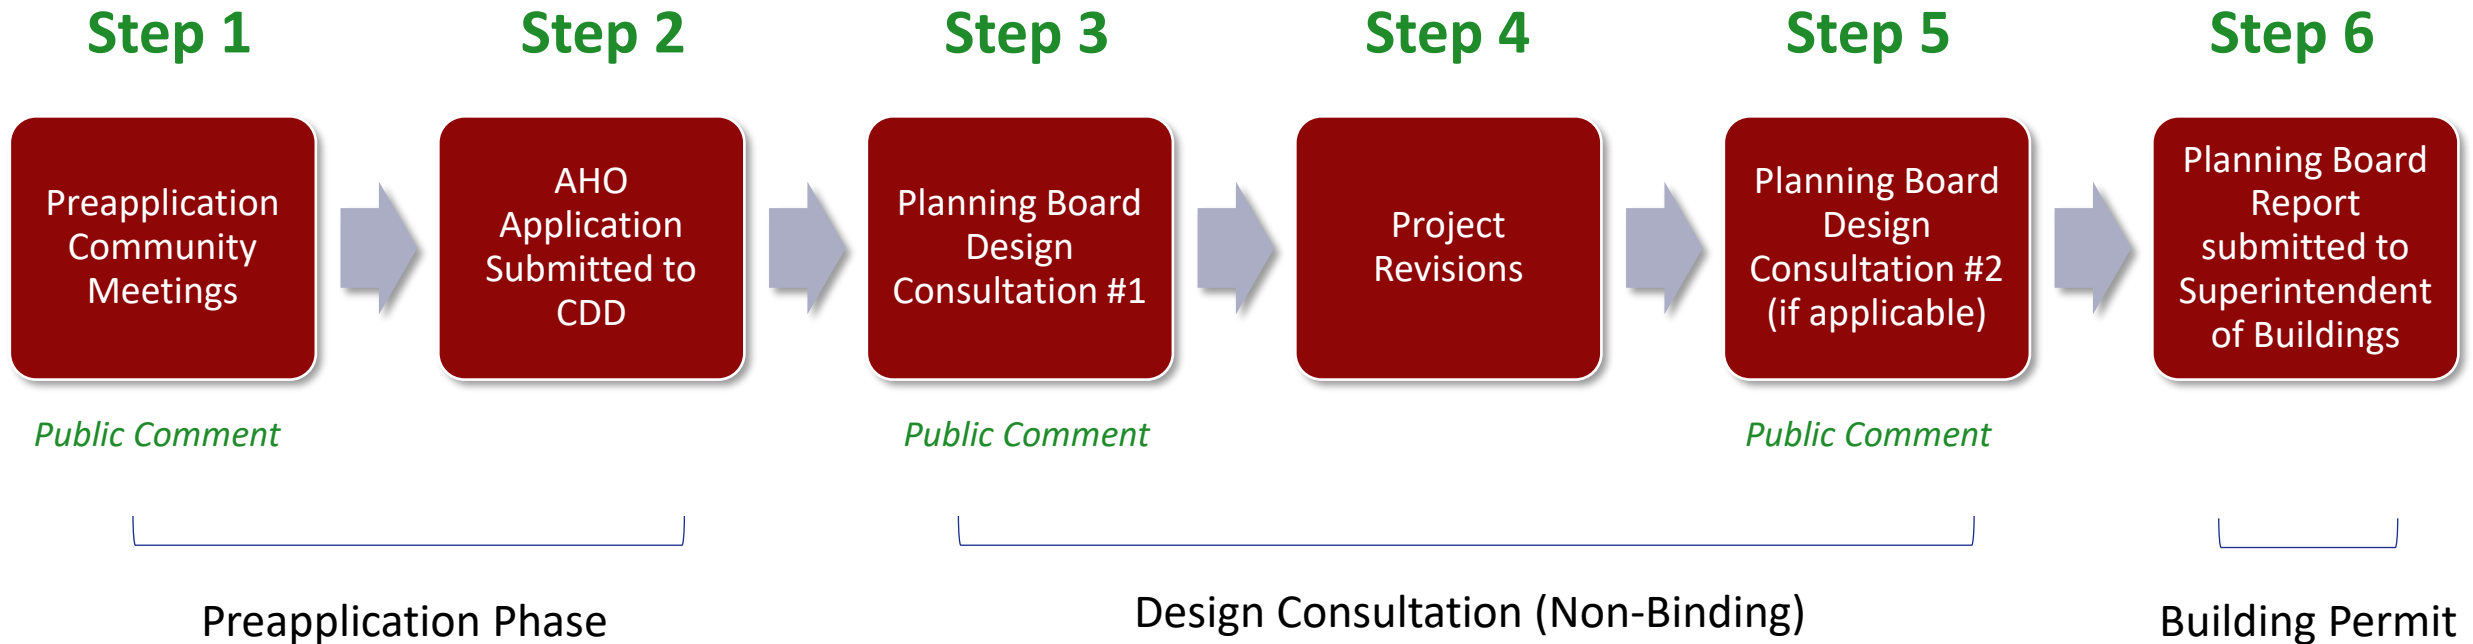 Step 1
Step 2
Step 3
Step 4
Step 5
Step 6
Preapplication
Community
Meetings
AHO
Application
Submitted to
CDD
Planning Board
Design
Consultation #1
Project
Revisions
Planning Board
Design
Consultation #2
(if applicable)
Planning Board
Report
submitted to
Superintendent
of Buildings
Public Comment
Public Comment
Public Comment
Preapplication Phase
Design Consultation (Non-Binding)
Building Permit